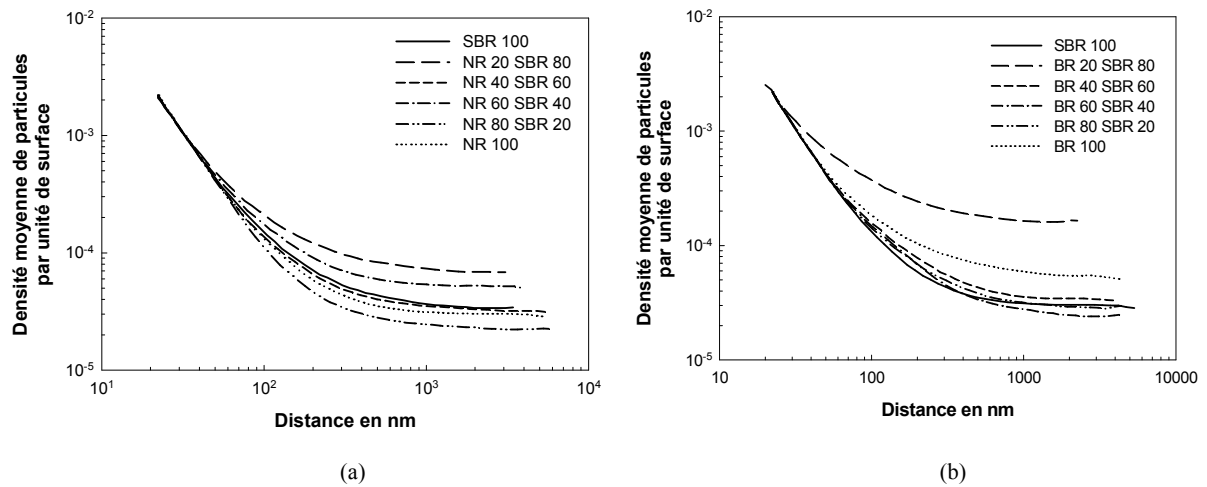 Densité moyenne de particules
par unité de surface
10-2
10-3
10-4
10-5
SBR 100
NR 20 SBR 80
NR 40 SBR 60
NR 60 SBR 40
NR 80 SBR 20
NR 100
101
102
103
104
Distance en nm
(a)
Densité moyenne de particules
par unité de surface
10-2
10-3
10-4
10-5
SBR 100
BR 20 SBR 80
BR 40 SBR 60
BR 60 SBR 40
BR 80 SBR 20
BR 100
10
100
1000
10000
Distance en nm
(b)